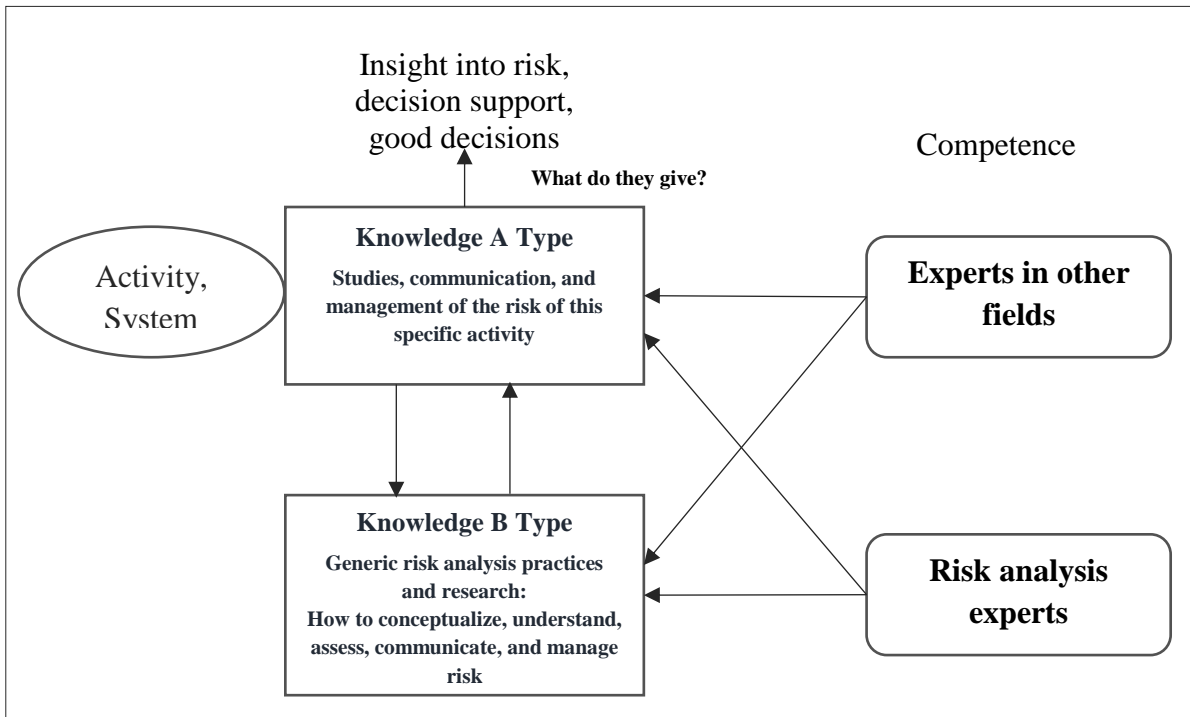 Insight into risk,
decision support,
good decisions
Competence
What do they give?
Knowledge A Type
Studies, communication, and
management of the risk of this
specific activity
Activity,
System
Experts in other
fields
Knowledge B Type
Generic risk analysis practices
and research:
How to conceptualize, understand,
assess, communicate, and manage
risk
Risk analysis
experts